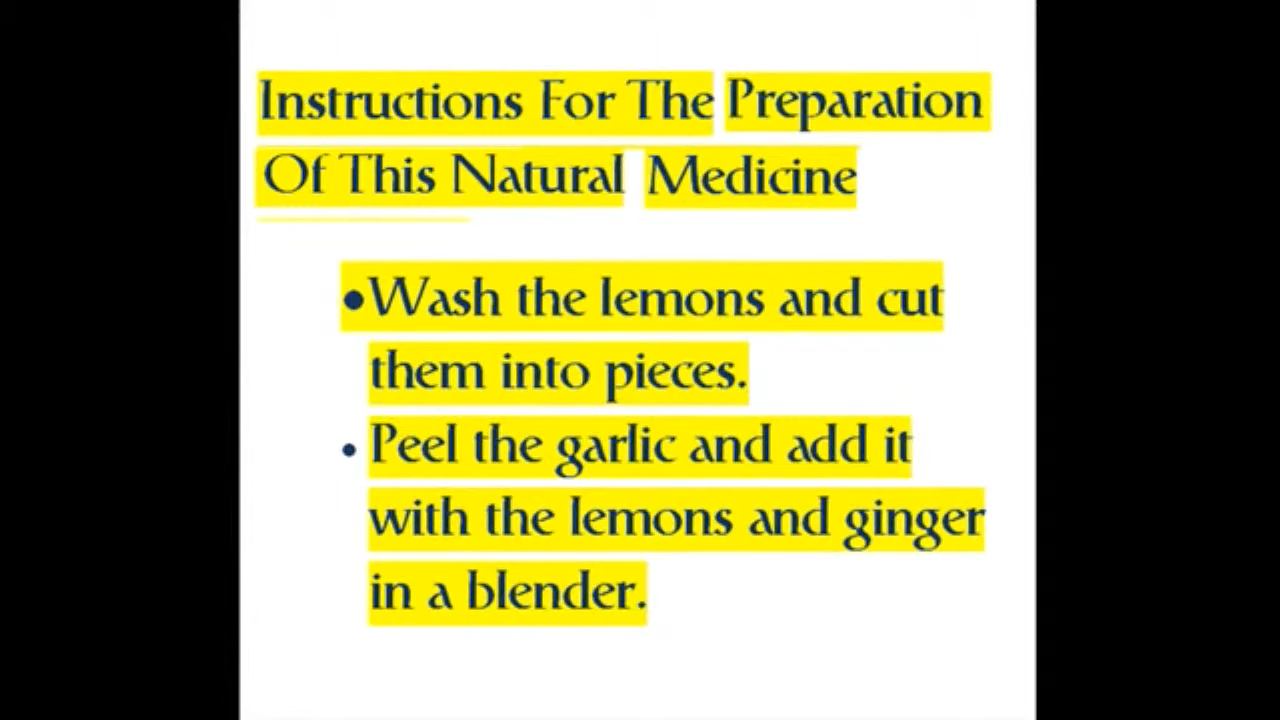 Instructions For The Preparation
Of This Natural Medicine
•Wash the lemons and cut
them into pieces.
• Peel the garlic and add it
with the lemons and ginger
in a blender.